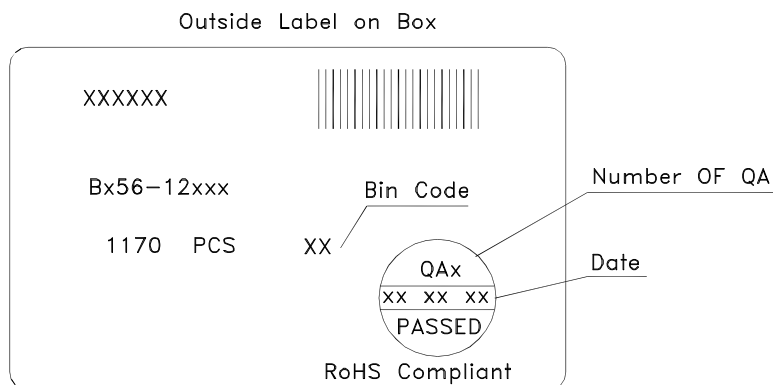 Outside Label on Box
XXXXXX
Bx56-12xxx
Bin Code
Number OF QA
1170 PCS
XX
QAx
Date
xx xx xx
PASSED
RoHS Compliant